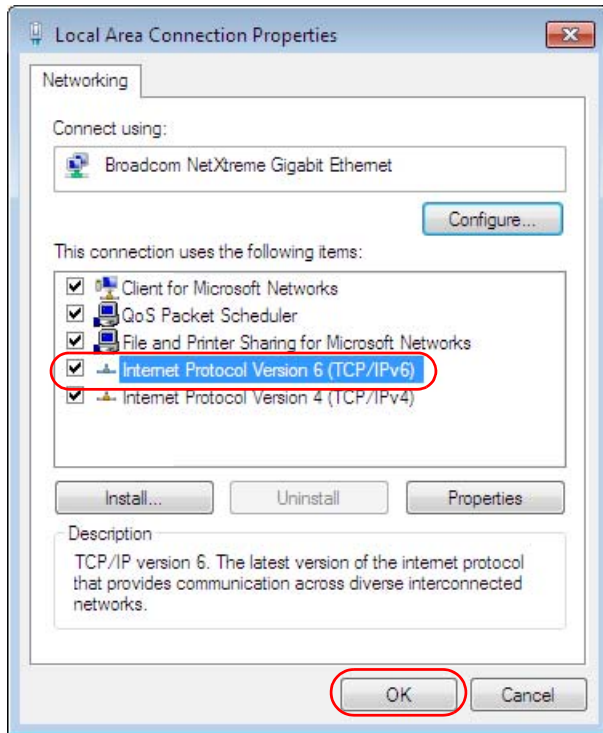 Local Area Connection Properties
Networking
Connect using:
Broadcom NetXtreme Gigabit Ethernet
Configure...
This connection uses the following items:
Client for Microsoft Networks
QoS Packet Scheduler
File and Printer Sharing for Microsoft Networks
Internet Protocol Version 6 (TCP/IPv6)
Internet Protocol Version 4 (TCP/IPv4)
Install... Uninstall Properties
Description
TCP/IP version 6. The latest version of the internet protocol
that provides communication across diverse interconnected
networks.
OK Cancel